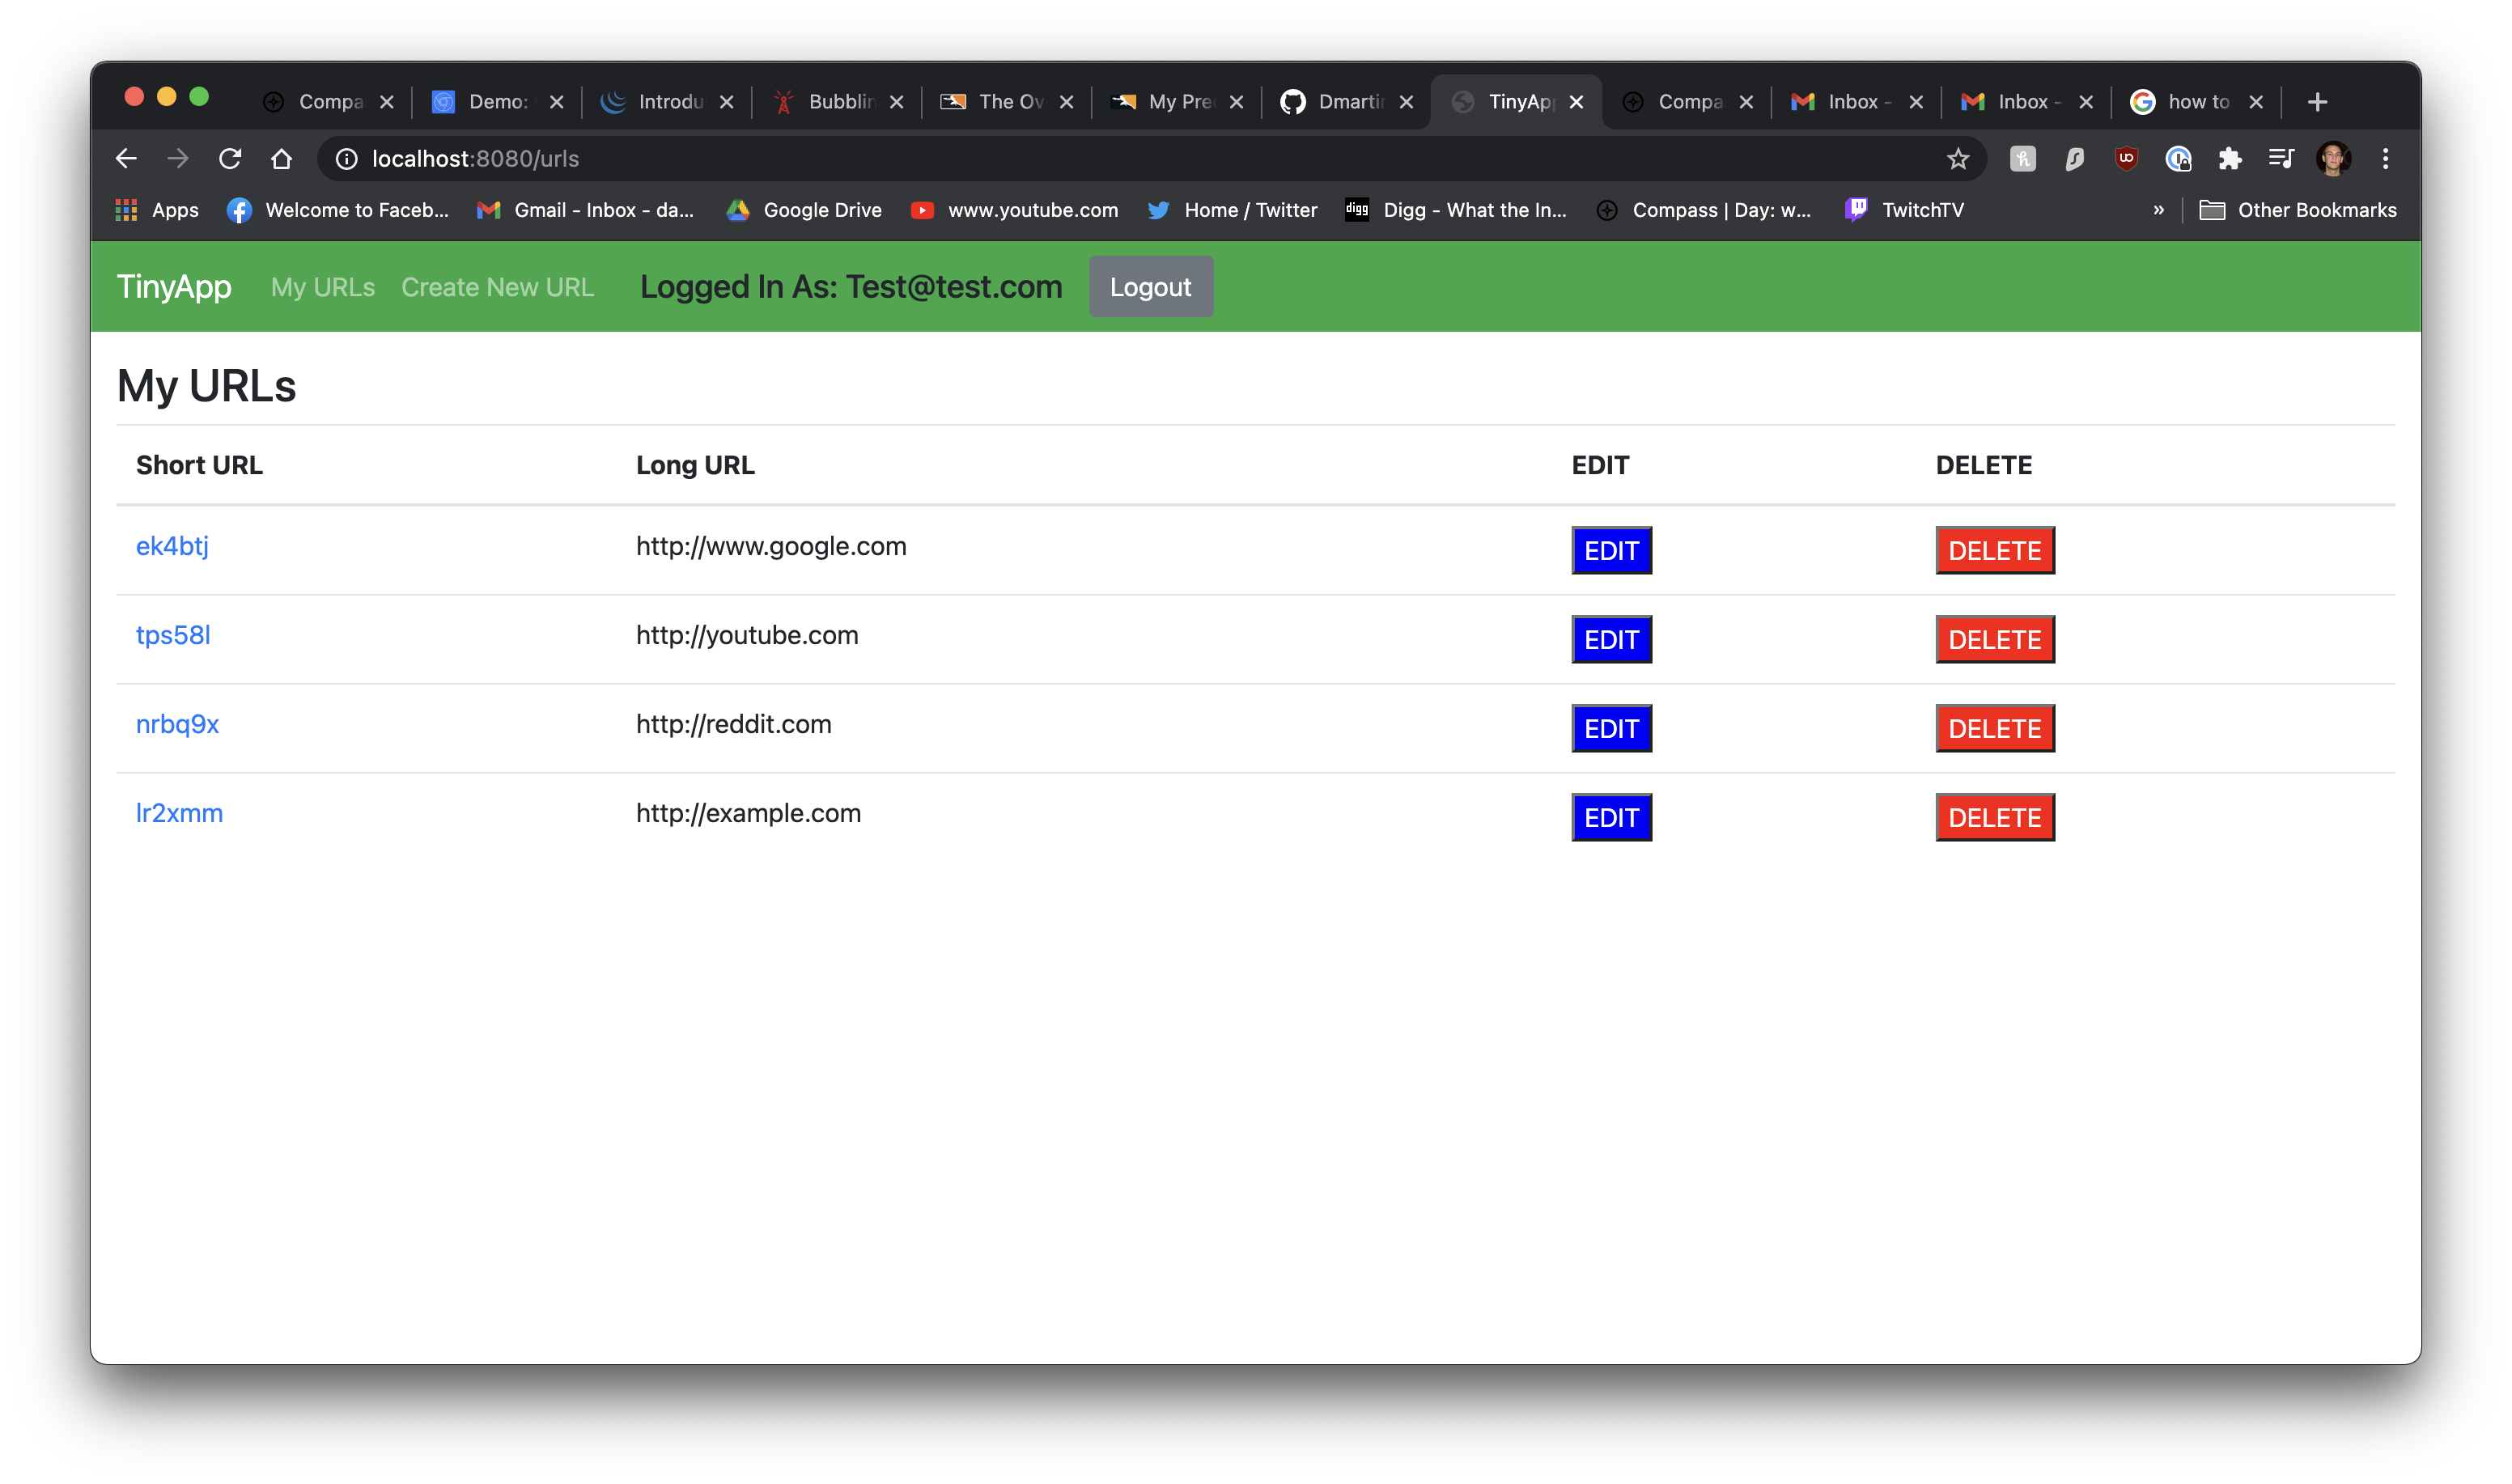 Compa Demo: Introdu Bubblin The Ov My Pre Dmartin TinyApp Compa Inbox - Inbox - how to
localhost:8080/urls
Apps Welcome to Faceb... Gmail - Inbox - da... Google Drive www.youtube.com Home / Twitter digg Digg - What the In... Compass | Day: w... TwitchTV » Other Bookmarks
TinyApp My URLs Create New URL Logged In As: Test@test.com Logout
My URLs
Short URL Long URL EDIT DELETE
ek4btj http://www.google.com EDIT DELETE
tps58l http://youtube.com EDIT DELETE
nrbq9x http://reddit.com EDIT DELETE
lr2xmm http://example.com EDIT DELETE